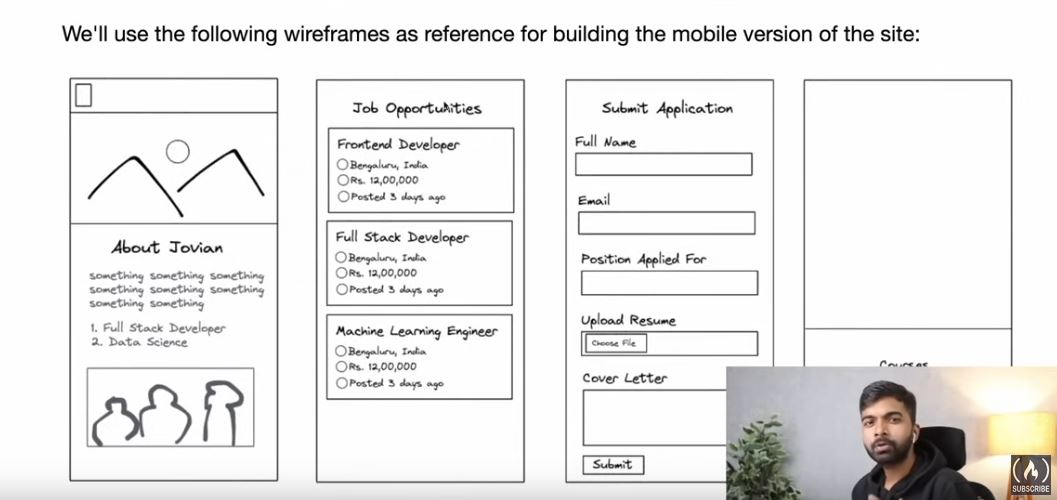 We'll use the following wireframes as reference for building the mobile version of the site:
About Jovian
something something something
something something something
something something
1. Full Stack Developer
2. Data Science
Job Opportunities
Frontend Developer
Bengaluru, India
Rs. 12,00,000
Posted 3 days ago
Full Stack Developer
Bengaluru, India
Rs. 12,00,000
Posted 3 days ago
Machine Learning Engineer
Bengaluru, India
Rs. 12,00,000
Posted 3 days ago
Submit Application
Full Name
Email
Position Applied For
Upload Resume
Choose File
Cover Letter
Submit
Courses
SUBSCRIBE